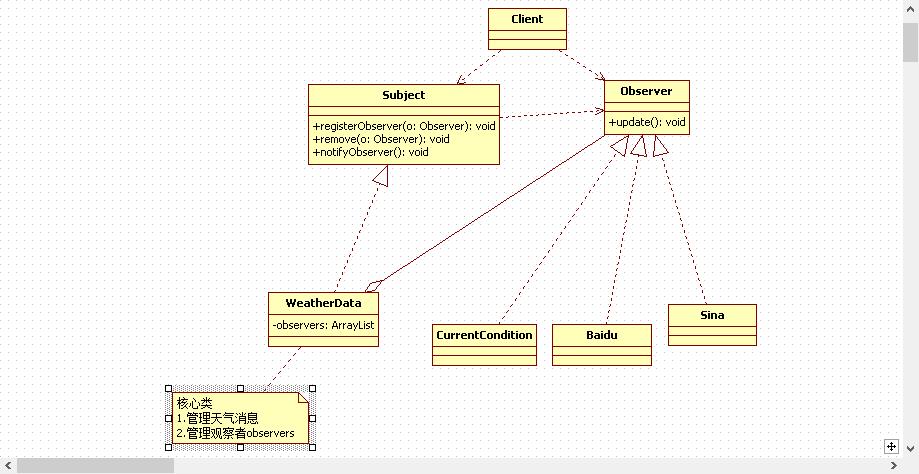 Client
Subject
+registerObserver(o: Observer): void
+remove(o: Observer): void
+notifyObserver(): void
Observer
+update(): void
WeatherData
-observers: ArrayList
CurrentCondition
Baidu
Sina
核心类
1.管理天气消息
2.管理观察者observers